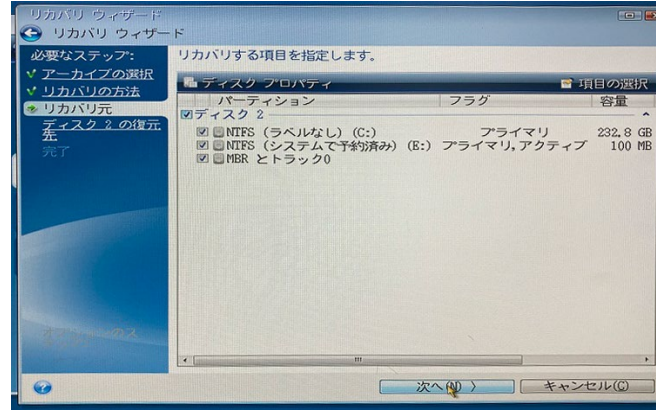 リカバリ ウィザード
リカバリ ウィザード
必要なステップ:
アーカイブの選択
リカバリの方法
リカバリ元
ディスク 2 の復元先
完了
リカバリする項目を指定します。
ディスク プロパティ
項目の選択
パーティション フラグ 容量
ディスク 2
NTFS (ラベルなし) (C:) プライマリ 232.8 GB
NTFS (システムで予約済み) (E:) プライマリ,アクティブ 100 MB
MBR とトラック0
次へ(N) 〉
キャンセル(C)